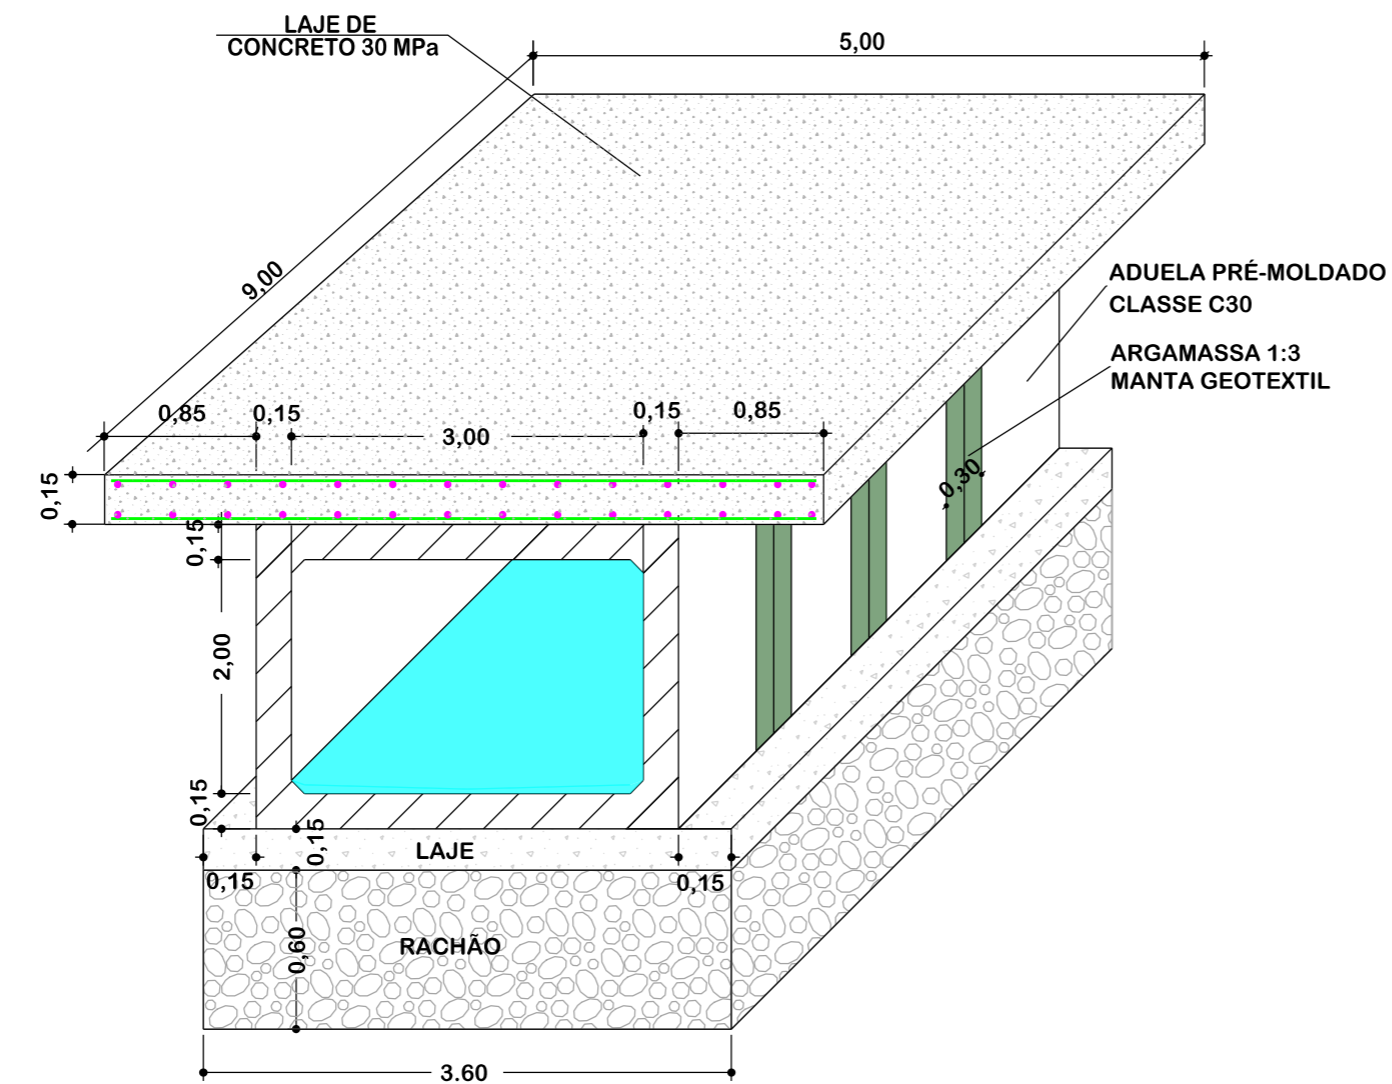 LAJE DE
CONCRETO 30 MPa
5,00
9,00
ADUELA PRÉ-MOLDADO
CLASSE C30
ARGAMASSA 1:3
MANTA GEOTEXTIL
0,85
0,15
3,00
0,15
0,85
0,15
0,30
0,15
2,00
0,15
0,15
LAJE
0,15
0,15
RACHÃO
0,60
3.60